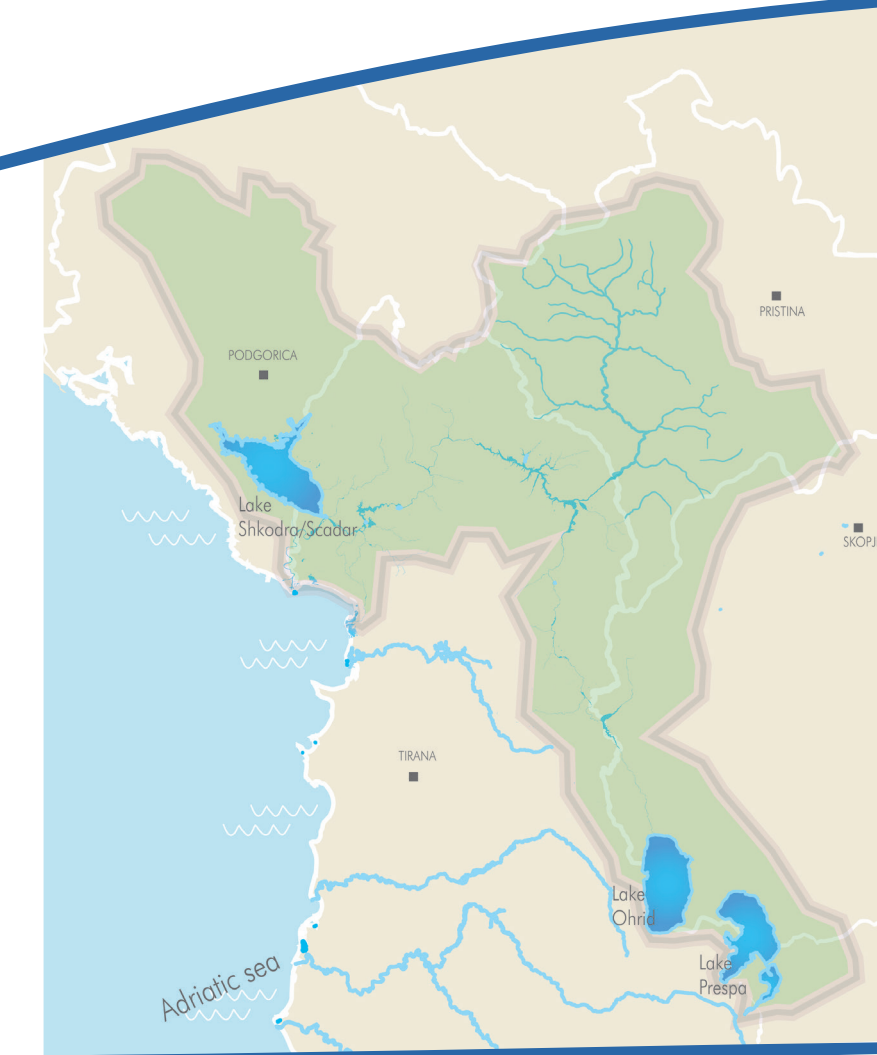 PRISTINA
PODGORICA
Lake
Shkodra/Scadar
SKOPJ
TIRANA
Lake
Ohrid
Lake
Prespa
Adriatic sea